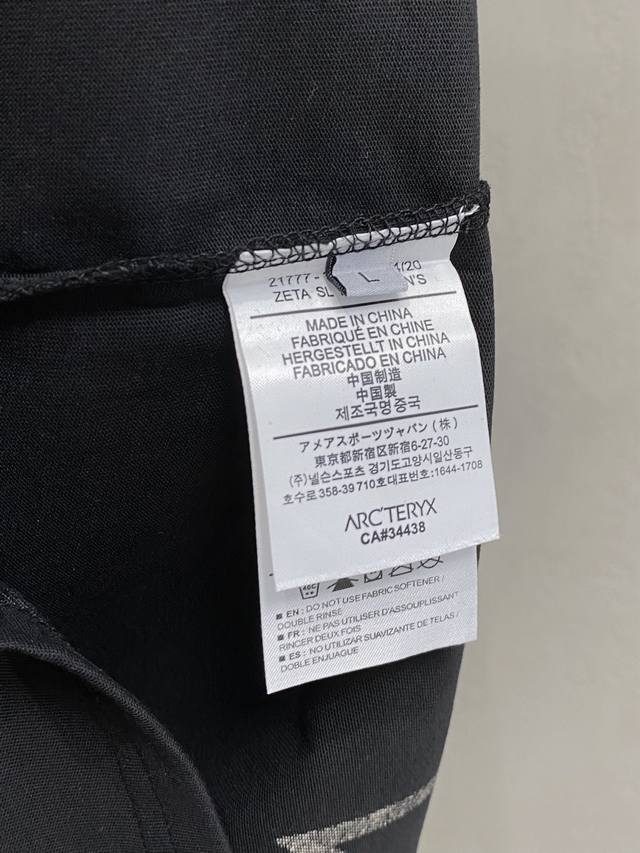 21777-
L
/20
ZETA SL
N'S
MADE IN CHINA
FABRIQUÉ EN CHINE
HERGESTELLT IN CHINA
FABRICADO EN CHINA
中国制造
中国製
제조국명중국
アメアスポーツジャパン（株）
東京都新宿区新宿6-27-30
(주)넬슨스포츠 경기도고양시일산동구
호수로 358-39 710호대표번호:1644-1708
ARC'TERYX
CA#34438
■ EN : DO NOT USE FABRIC SOFTENER /
DOUBLE RINSE
■ FR : NE PAS UTILISER D'ASSOUPLISSANT /
RINCER DEUX FOIS
■ ES : NO UTILIZAR SUAVIZANTE DE TELAS /
DOBLE ENJUAGUE